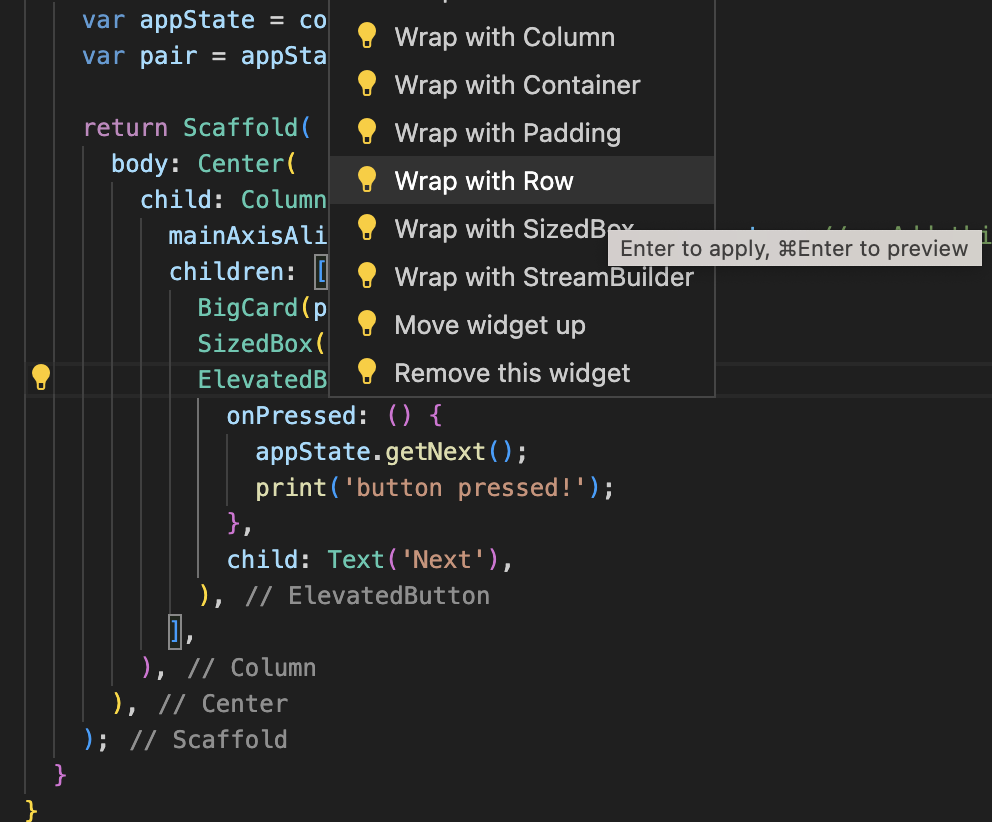 var appState = co
var pair = appSta
return Scaffold(
body: Center(
child: Column
mainAxisAli
children: [
BigCard(p
SizedBox(
ElevatedB
Wrap with Column
Wrap with Container
Wrap with Padding
Wrap with Row
Wrap with SizedBox
Enter to apply, ⌘Enter to preview
Wrap with StreamBuilder
Move widget up
Remove this widget
onPressed: () {
appState.getNext();
print('button pressed!');
},
child: Text('Next'),
), // ElevatedButton
],
), // Column
), // Center
); // Scaffold
}
}